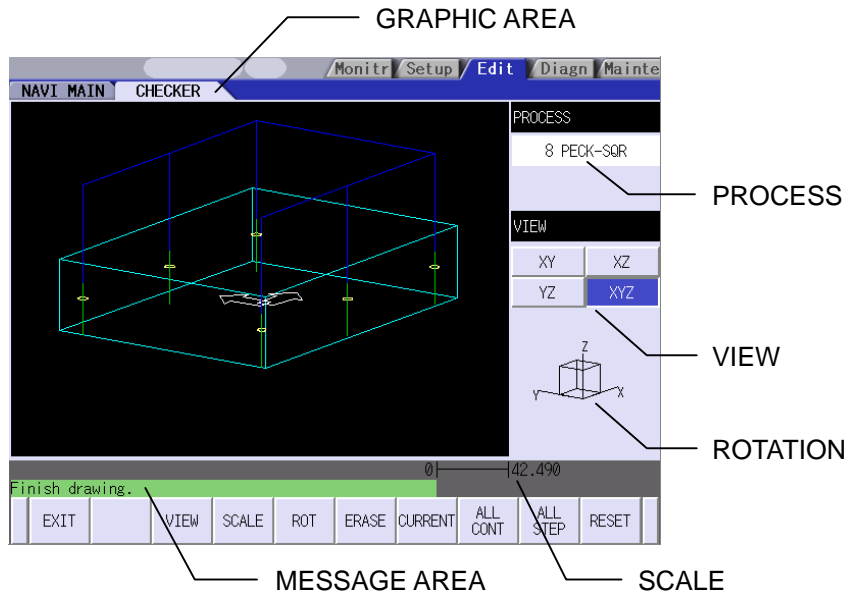 GRAPHIC AREA
Monitr Setup Edit Diagn Mainte
NAVI MAIN CHECKER
PROCESS
8 PECK-SQR
PROCESS
VIEW
XY XZ
YZ XYZ
VIEW
Z
Y X
ROTATION
0 42.490
Finish drawing.
EXIT VIEW SCALE ROT ERASE CURRENT ALL CONT ALL STEP RESET
MESSAGE AREA SCALE